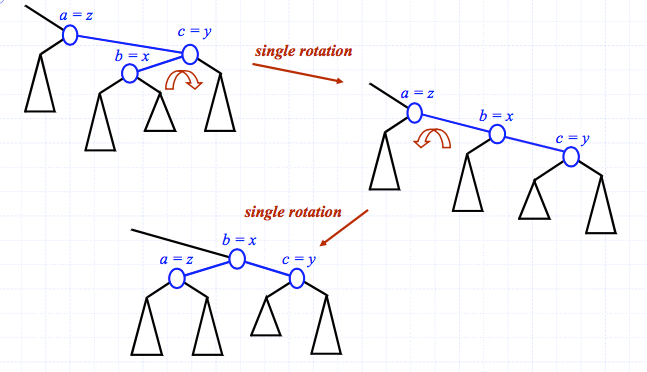 a = z
c = y
b = x
single rotation
a = z
b = x
c = y
single rotation
b = x
a = z
c = y